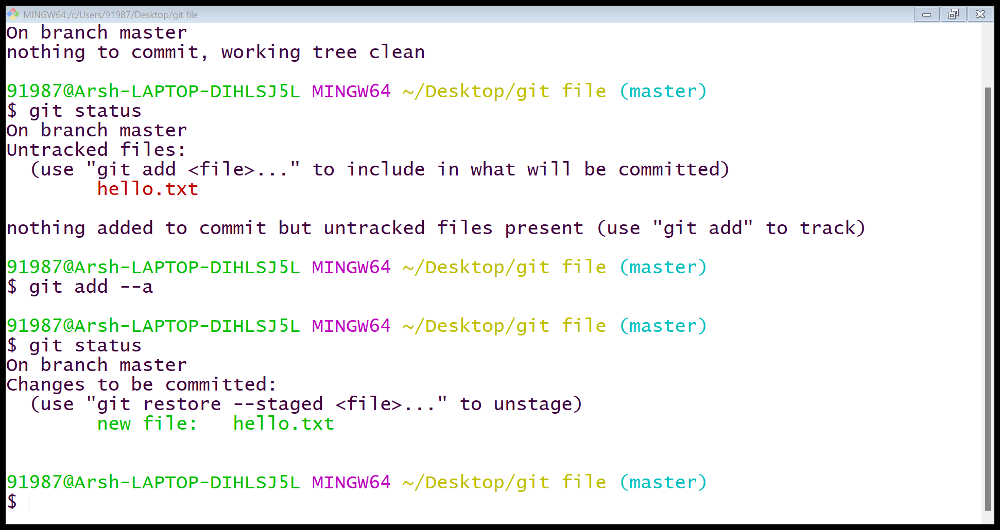 MINGW64:/c/Users/91987/Desktop/git file
On branch master
nothing to commit, working tree clean
91987@Arsh-LAPTOP-DIHLSJ5L MINGW64 ~/Desktop/git file (master)
$ git status
On branch master
Untracked files:
  (use "git add <file>..." to include in what will be committed)
        hello.txt
nothing added to commit but untracked files present (use "git add" to track)
91987@Arsh-LAPTOP-DIHLSJ5L MINGW64 ~/Desktop/git file (master)
$ git add --a
91987@Arsh-LAPTOP-DIHLSJ5L MINGW64 ~/Desktop/git file (master)
$ git status
On branch master
Changes to be committed:
  (use "git restore --staged <file>..." to unstage)
        new file:   hello.txt
91987@Arsh-LAPTOP-DIHLSJ5L MINGW64 ~/Desktop/git file (master)
$